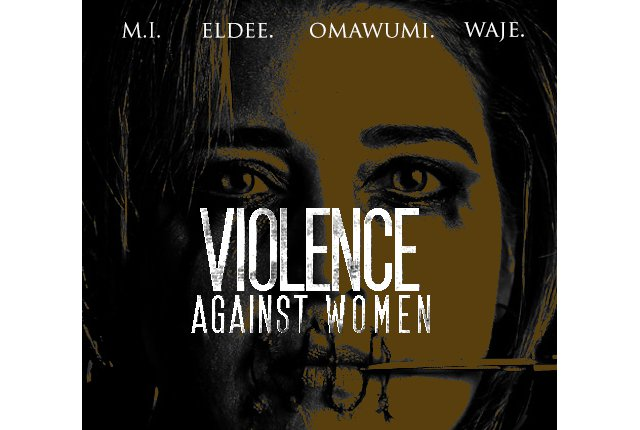 M.I. ELDEE. OMAWUMI. WAJE.
VIOLENCE
AGAINST WOMEN